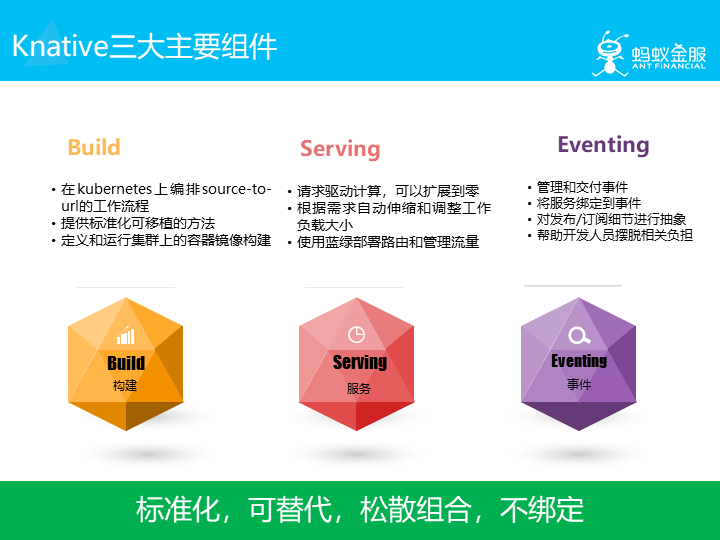 Knative三大主要组件
蚂蚁金服
ANT FINANCIAL
Build
• 在kubernetes上编排source-to-
url的工作流程
• 提供标准化可移植的方法
• 定义和运行集群上的容器镜像构建
Serving
• 请求驱动计算，可以扩展到零
• 根据需求自动伸缩和调整工作
负载大小
• 使用蓝绿部署路由和管理流量
Eventing
• 管理和交付事件
• 将服务绑定到事件
• 对发布/订阅细节进行抽象
• 帮助开发人员摆脱相关负担
Build
构建
Serving
服务
Eventing
事件
标准化，可替代，松散组合，不绑定